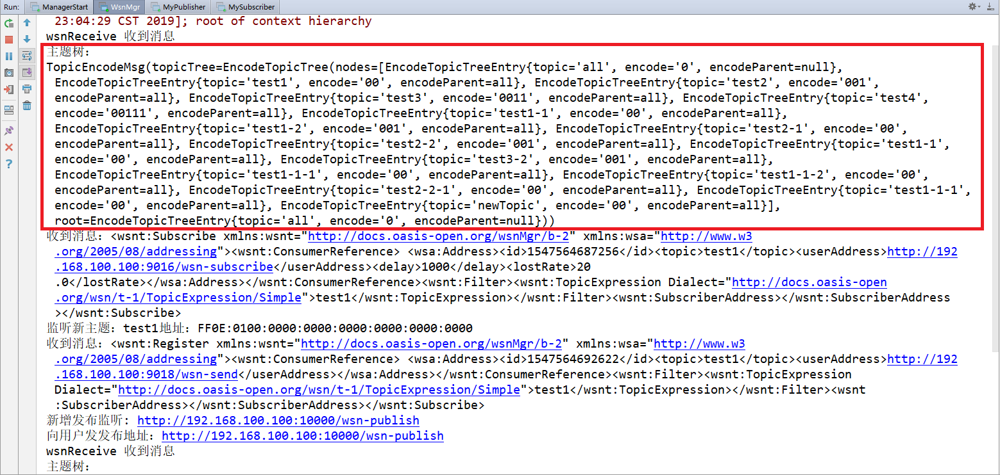 Run: ManagerStart WsnMgr MyPublisher MySubscriber
23:04:29 CST 2019]; root of context hierarchy
wsnReceive 收到消息
主题树：
TopicEncodeMsg(topicTree=EncodeTopicTree(nodes=[EncodeTopicTreeEntry{topic='all', encode='0', encodeParent=null},
EncodeTopicTreeEntry{topic='test1', encode='00', encodeParent=all}, EncodeTopicTreeEntry{topic='test2', encode='001',
encodeParent=all}, EncodeTopicTreeEntry{topic='test3', encode='0011', encodeParent=all}, EncodeTopicTreeEntry{topic='test4',
encode='00111', encodeParent=all}, EncodeTopicTreeEntry{topic='test1-1', encode='00', encodeParent=all},
EncodeTopicTreeEntry{topic='test1-2', encode='001', encodeParent=all}, EncodeTopicTreeEntry{topic='test2-1', encode='00',
encodeParent=all}, EncodeTopicTreeEntry{topic='test2-2', encode='001', encodeParent=all}, EncodeTopicTreeEntry{topic='test1-1',
encode='00', encodeParent=all}, EncodeTopicTreeEntry{topic='test3-2', encode='001', encodeParent=all},
EncodeTopicTreeEntry{topic='test1-1-1', encode='00', encodeParent=all}, EncodeTopicTreeEntry{topic='test1-1-2', encode='00',
encodeParent=all}, EncodeTopicTreeEntry{topic='test2-2-1', encode='00', encodeParent=all}, EncodeTopicTreeEntry{topic='test1-1-1',
encode='00', encodeParent=all}, EncodeTopicTreeEntry{topic='newTopic', encode='00', encodeParent=all}],
root=EncodeTopicTreeEntry{topic='all', encode='0', encodeParent=null}))
收到消息：<wsnt:Subscribe xmlns:wsnt="http://docs.oasis-open.org/wsnMgr/b-2" xmlns:wsa="http://www.w3
.org/2005/08/addressing"><wsnt:ConsumerReference> <wsa:Address><id>1547564687256</id><topic>test1</topic><userAddress>http://192
.168.100.100:9016/wsn-subscribe</userAddress><delay>1000</delay><lostRate>20
.0</lostRate></wsa:Address></wsnt:ConsumerReference><wsnt:Filter><wsnt:TopicExpression Dialect="http://docs.oasis-open
.org/wsn/t-1/TopicExpression/Simple">test1</wsnt:TopicExpression></wsnt:Filter><wsnt:SubscriberAddress></wsnt:SubscriberAddress
></wsnt:Subscribe>
监听新主题：test1地址：FF0E:0100:0000:0000:0000:0000:0000:0000
收到消息：<wsnt:Register xmlns:wsnt="http://docs.oasis-open.org/wsnMgr/b-2" xmlns:wsa="http://www.w3
.org/2005/08/addressing"><wsnt:ConsumerReference> <wsa:Address><id>1547564692622</id><topic>test1</topic><userAddress>http://192
.168.100.100:9018/wsn-send</userAddress></wsa:Address></wsnt:ConsumerReference><wsnt:Filter><wsnt:TopicExpression
Dialect="http://docs.oasis-open.org/wsn/t-1/TopicExpression/Simple">test1</wsnt:TopicExpression></wsnt:Filter><wsnt
:SubscriberAddress></wsnt:SubscriberAddress></wsnt:Subscribe>
新增发布监听：http://192.168.100.100:10000/wsn-publish
向用户发发布地址：http://192.168.100.100:10000/wsn-publish
wsnReceive 收到消息
主题树：